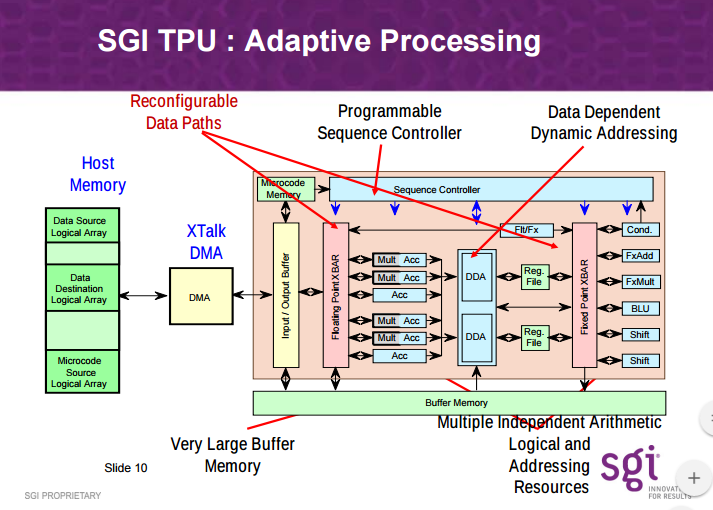 SGI TPU : Adaptive Processing
Reconfigurable
Data Paths
Programmable
Sequence Controller
Data Dependent
Dynamic Addressing
Host
Memory
XTalk
DMA
Data Source
Logical Array
Data
Destination
Logical Array
Microcode
Source
Logical Array
DMA
Microcode
Memory
Sequence Controller
Input / Output Buffer
Floating Point XBAR
Flt/Fx
Mult Acc
Mult Acc
Acc
Mult Acc
Mult Acc
Acc
DDA
DDA
Reg.
File
Reg.
File
Fixed Point XBAR
Cond.
FxAdd
FxMult
BLU
Shift
Shift
Buffer Memory
Very Large Buffer
Memory
Multiple Independent Arithmetic
Logical and
Addressing
Resources
Slide 10
SGI PROPRIETARY
sgi
FOR RESULTS